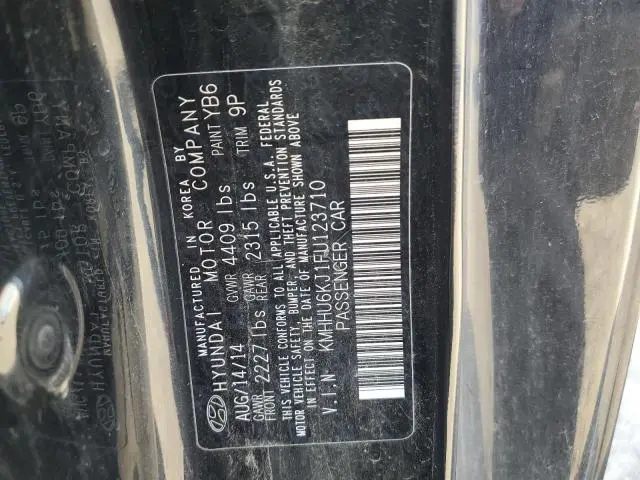 MANUFACTURED IN KOREA BY
HYUNDAI MOTOR COMPANY
AUG/14/14 GVWR 4409 lbs PAINT YB6
GAWR FRONT 2227 lbs GAWR REAR 2315 lbs TRIM 9P
THIS VEHICLE CONFORMS TO ALL APPLICABLE U.S.A. FEDERAL
MOTOR VEHICLE SAFETY, BUMPER, AND THEFT PREVENTION STANDARDS
IN EFFECT ON THE DATE OF MANUFACTURE SHOWN ABOVE
V.I.N KMHHU6KJ1FU123710
PASSENGER CAR